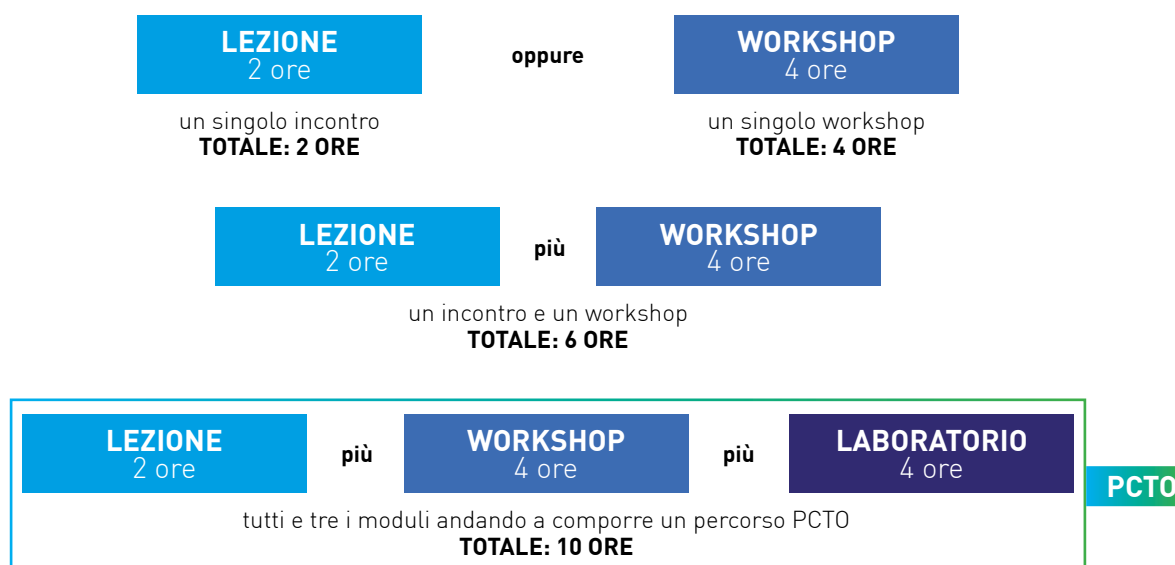 LEZIONE
2 ore
oppure
WORKSHOP
4 ore
un singolo incontro
TOTALE: 2 ORE
un singolo workshop
TOTALE: 4 ORE
LEZIONE
2 ore
più
WORKSHOP
4 ore
un incontro e un workshop
TOTALE: 6 ORE
LEZIONE
2 ore
più
WORKSHOP
4 ore
più
LABORATORIO
4 ore
PCTO
tutti e tre i moduli andando a comporre un percorso PCTO
TOTALE: 10 ORE